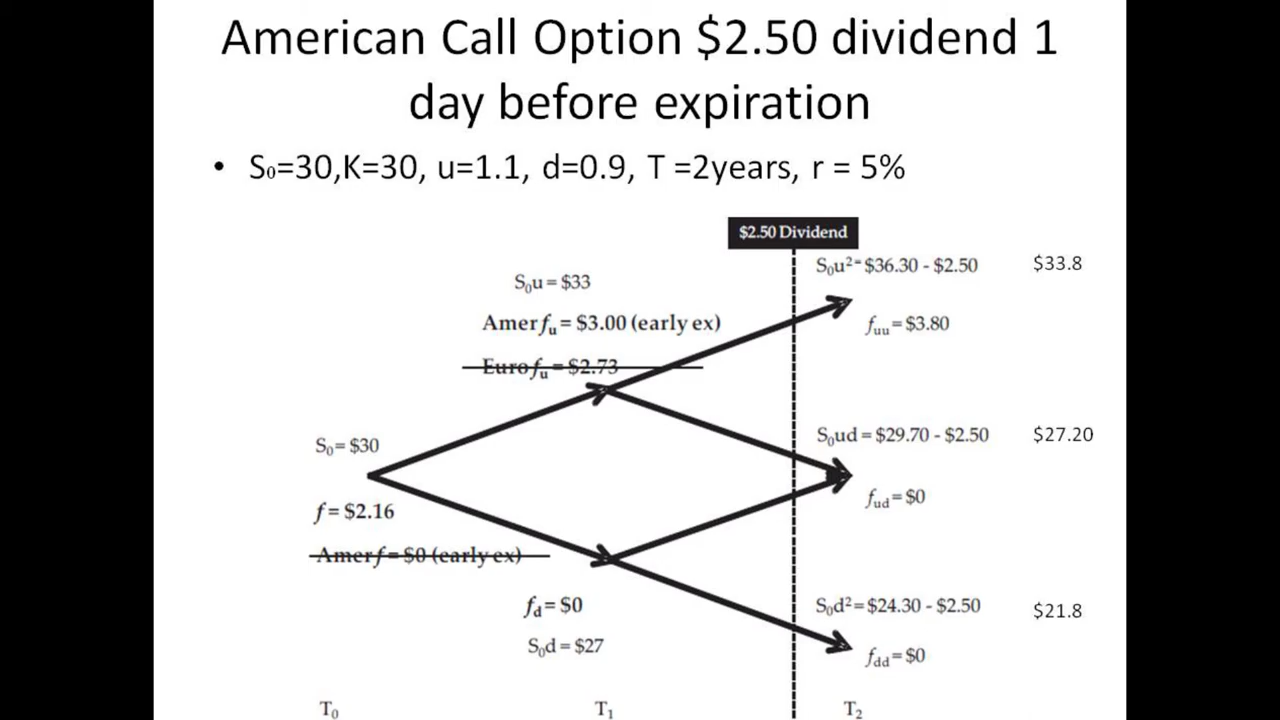 American Call Option $2.50 dividend 1
day before expiration
• S₀=30,K=30, u=1.1, d=0.9, T =2years, r = 5%
$2.50 Dividend
S₀u² = $36.30 - $2.50
$33.8
S₀u = $33
Amer fᵤ = $3.00 (early ex)
fᵤᵤ = $3.80
Euro fᵤ = $2.73
S₀ud = $29.70 - $2.50
$27.20
S₀= $30
f = $2.16
fud = $0
Amer f = $0 (early ex)
fd = $0
S₀d² = $24.30 - $2.50
$21.8
S₀d = $27
fdd = $0
T₀
T₁
T₂